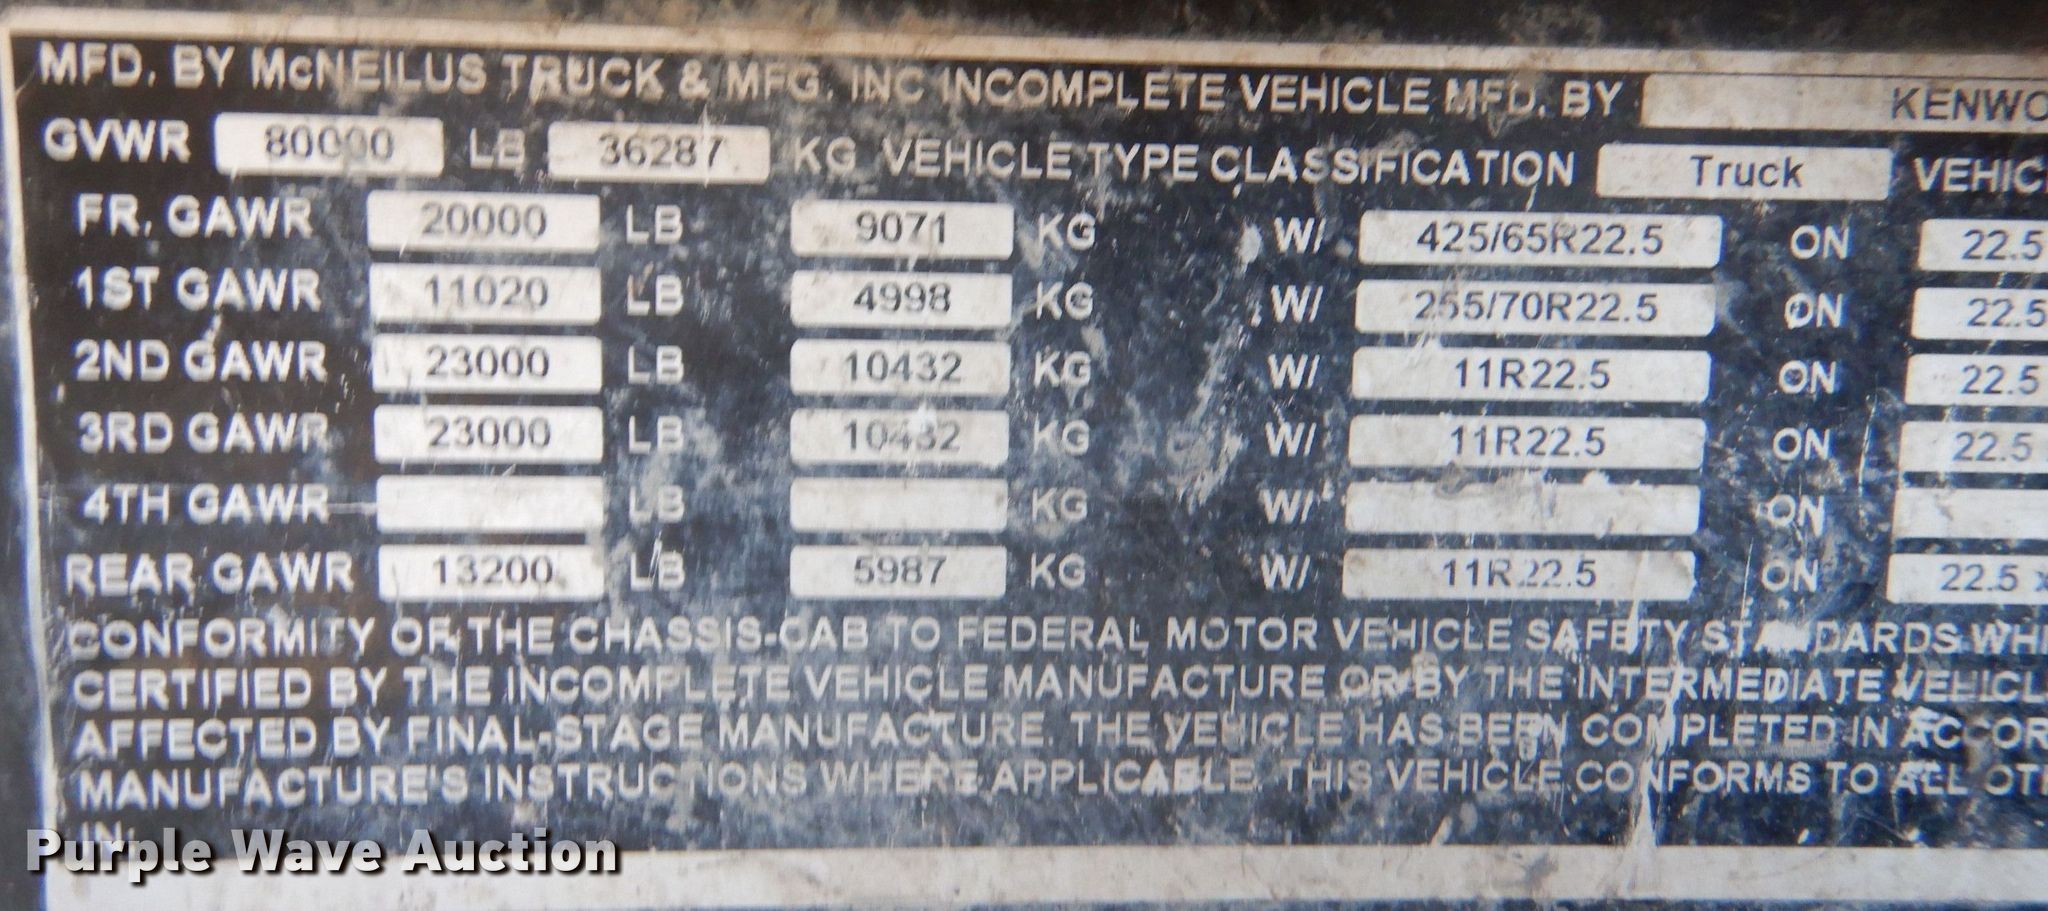 MFD. BY McNEILUS TRUCK & MFG. INC INCOMPLETE VEHICLE MFD. BY KENWO
GVWR 80000 LB 36287 KG VEHICLE TYPE CLASSIFICATION Truck VEHIC
FR. GAWR 20000 LB 9071 KG W/ 425/65R22.5 ON 22.5
1ST GAWR 11020 LB 4998 KG W/ 255/70R22.5 ON 22.5
2ND GAWR 23000 LB 10432 KG W/ 11R22.5 ON 22.5
3RD GAWR 23000 LB 10432 KG W/ 11R22.5 ON 22.5
4TH GAWR LB KG W/ ON
REAR GAWR 13200 LB 5987 KG W/ 11R22.5 ON 22.5 x
CONFORMITY OF THE CHASSIS-CAB TO FEDERAL MOTOR VEHICLE SAFETY STANDARDS WHI
CERTIFIED BY THE INCOMPLETE VEHICLE MANUFACTURE OR BY THE INTERMEDIATE VEHICL
AFFECTED BY FINAL-STAGE MANUFACTURE. THE VEHICLE HAS BEEN COMPLETED IN ACCOR
MANUFACTURE'S INSTRUCTIONS WHERE APPLICABLE. THIS VEHICLE CONFORMS TO ALL OTH
IN:
Purple Wave Auction